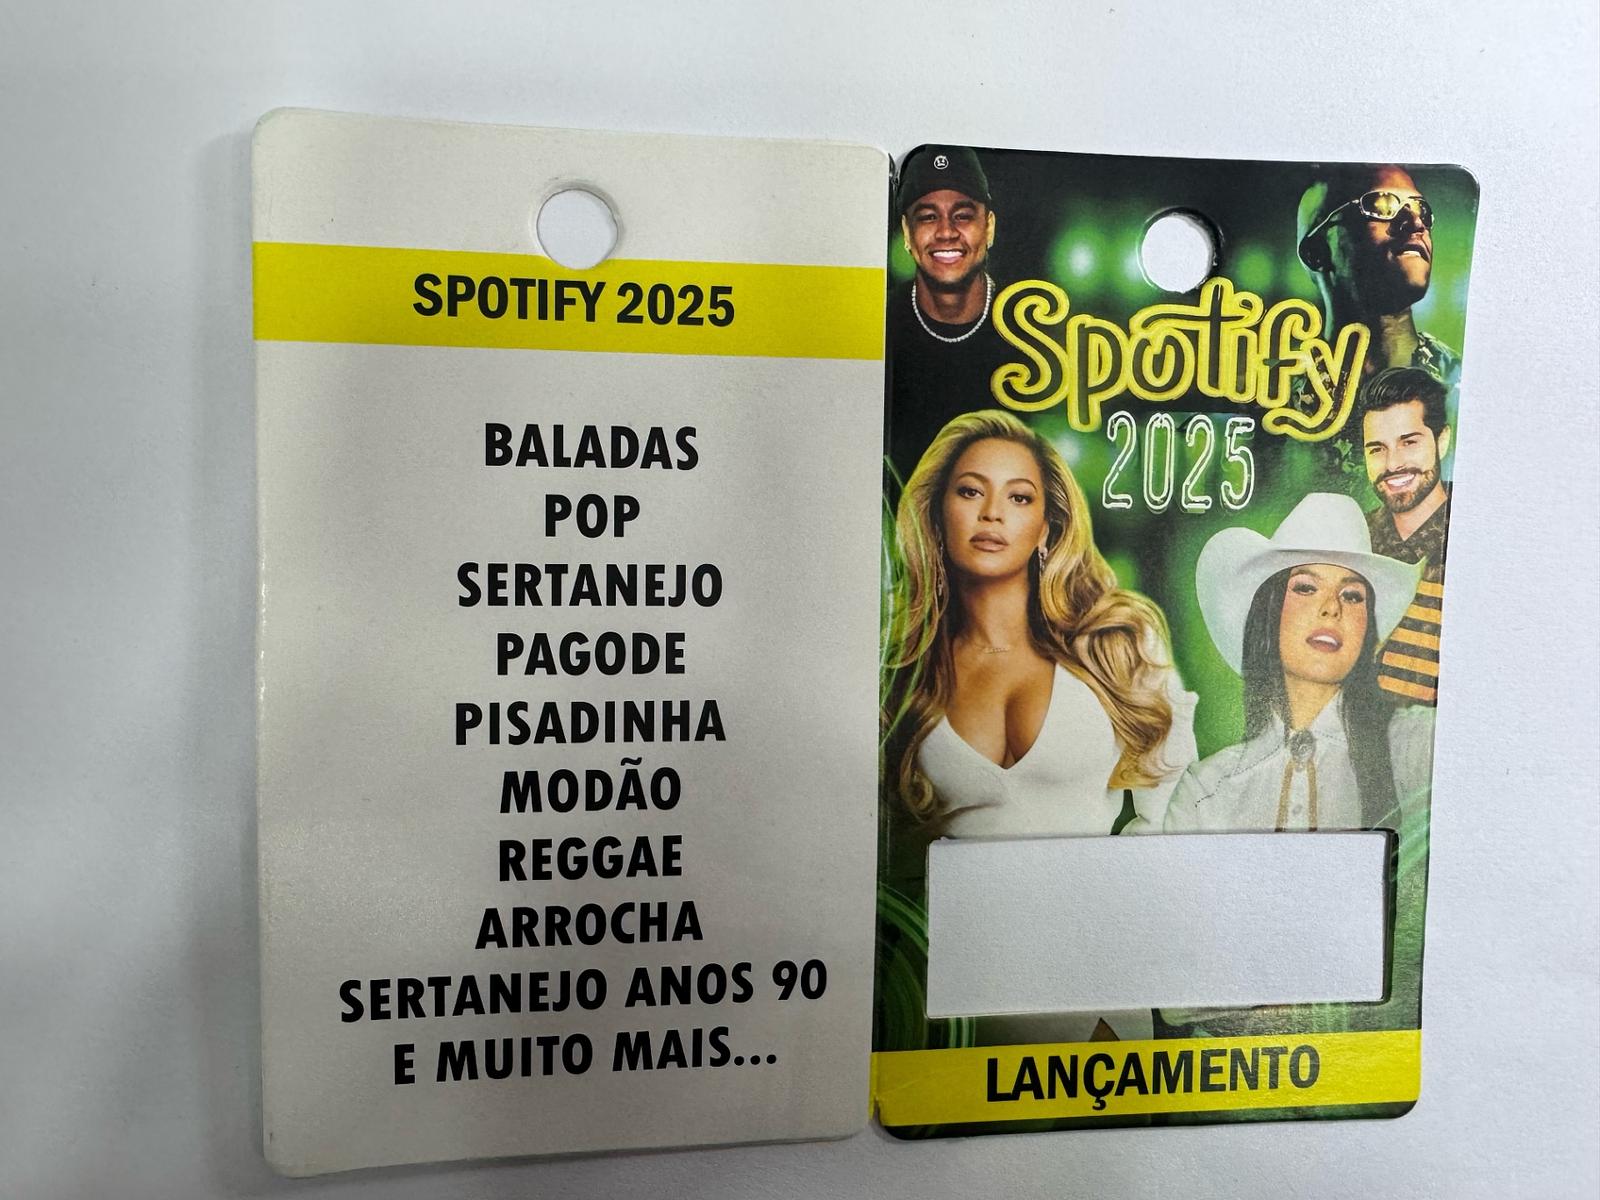 SPOTIFY 2025
BALADAS
POP
SERTANEJO
PAGODE
PISADINHA
MODÃO
REGGAE
ARROCHA
SERTANEJO ANOS 90
E MUITO MAIS...
Spotify
2025
LANÇAMENTO